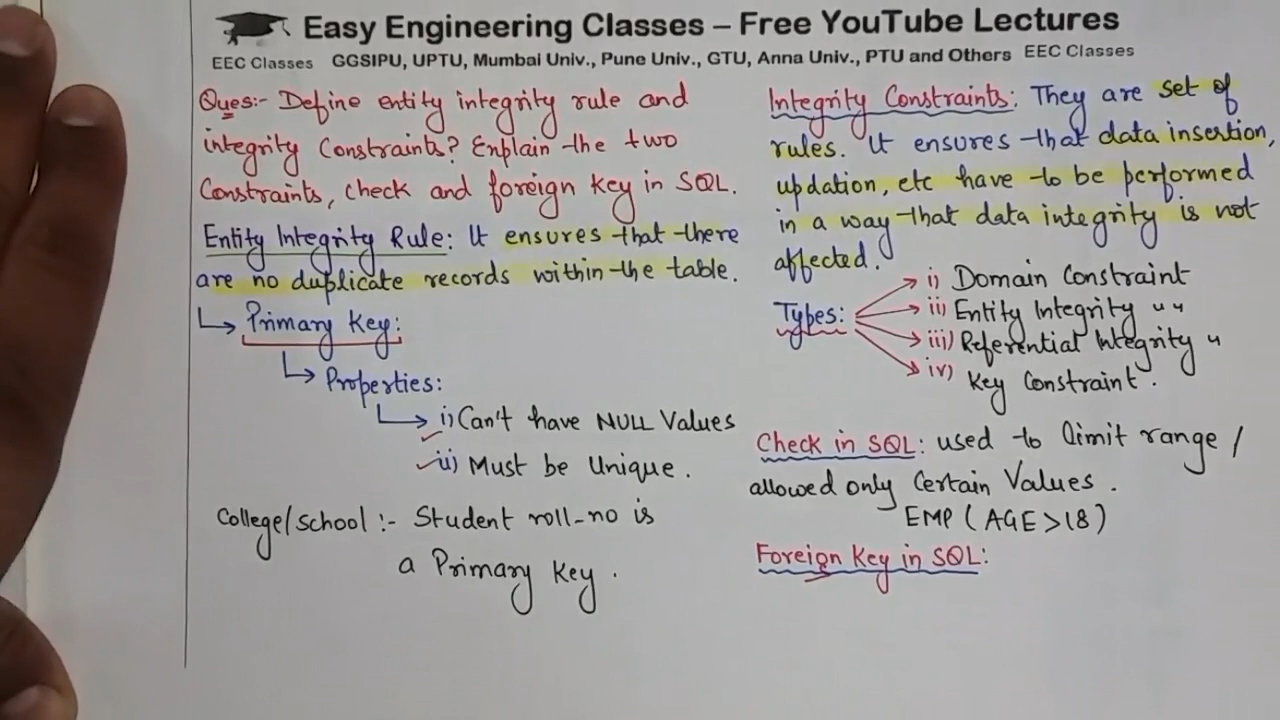 Easy Engineering Classes – Free YouTube Lectures
EEC Classes GGSIPU, UPTU, Mumbai Univ., Pune Univ., GTU, Anna Univ., PTU and Others EEC Classes
Ques:- Define entity integrity rule and
integrity Constraints? Explain the two
Constraints, check and foreign key in SQL.
Entity Integrity Rule: It ensures that there
are no duplicate records within the table.
Primary Key:
Properties:
i) Can't have NULL Values
ii) Must be Unique.
College/School :- Student roll-no is
a Primary Key.
Integrity Constraints: They are set of
rules. It ensures that data insertion,
updation, etc have to be performed
in a way that data integrity is not
affected.
Types:
i) Domain Constraint
ii) Entity Integrity " "
iii) Referential Integrity "
iv) Key Constraint.
Check in SQL: used to limit range /
allowed only Certain Values.
EMP (AGE>18)
Foreign Key in SQL: